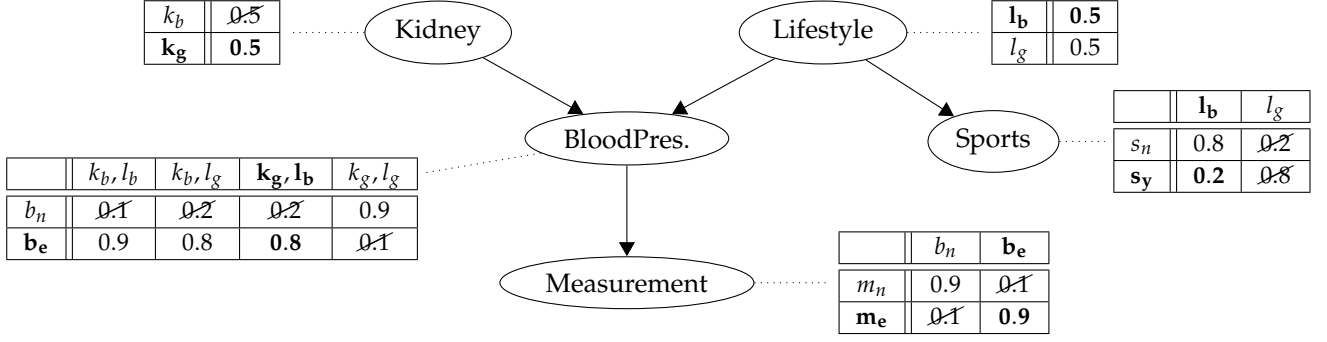 k_b 0.5
k_g 0.5
Kidney
Lifestyle
l_b 0.5
l_g 0.5
BloodPres.
Sports
l_b l_g
s_n 0.8 0.2
s_y 0.2 0.8
k_b, l_b k_b, l_g k_g, l_b k_g, l_g
b_n 0.1 0.2 0.2 0.9
b_e 0.9 0.8 0.8 0.1
Measurement
b_n b_e
m_n 0.9 0.1
m_e 0.1 0.9